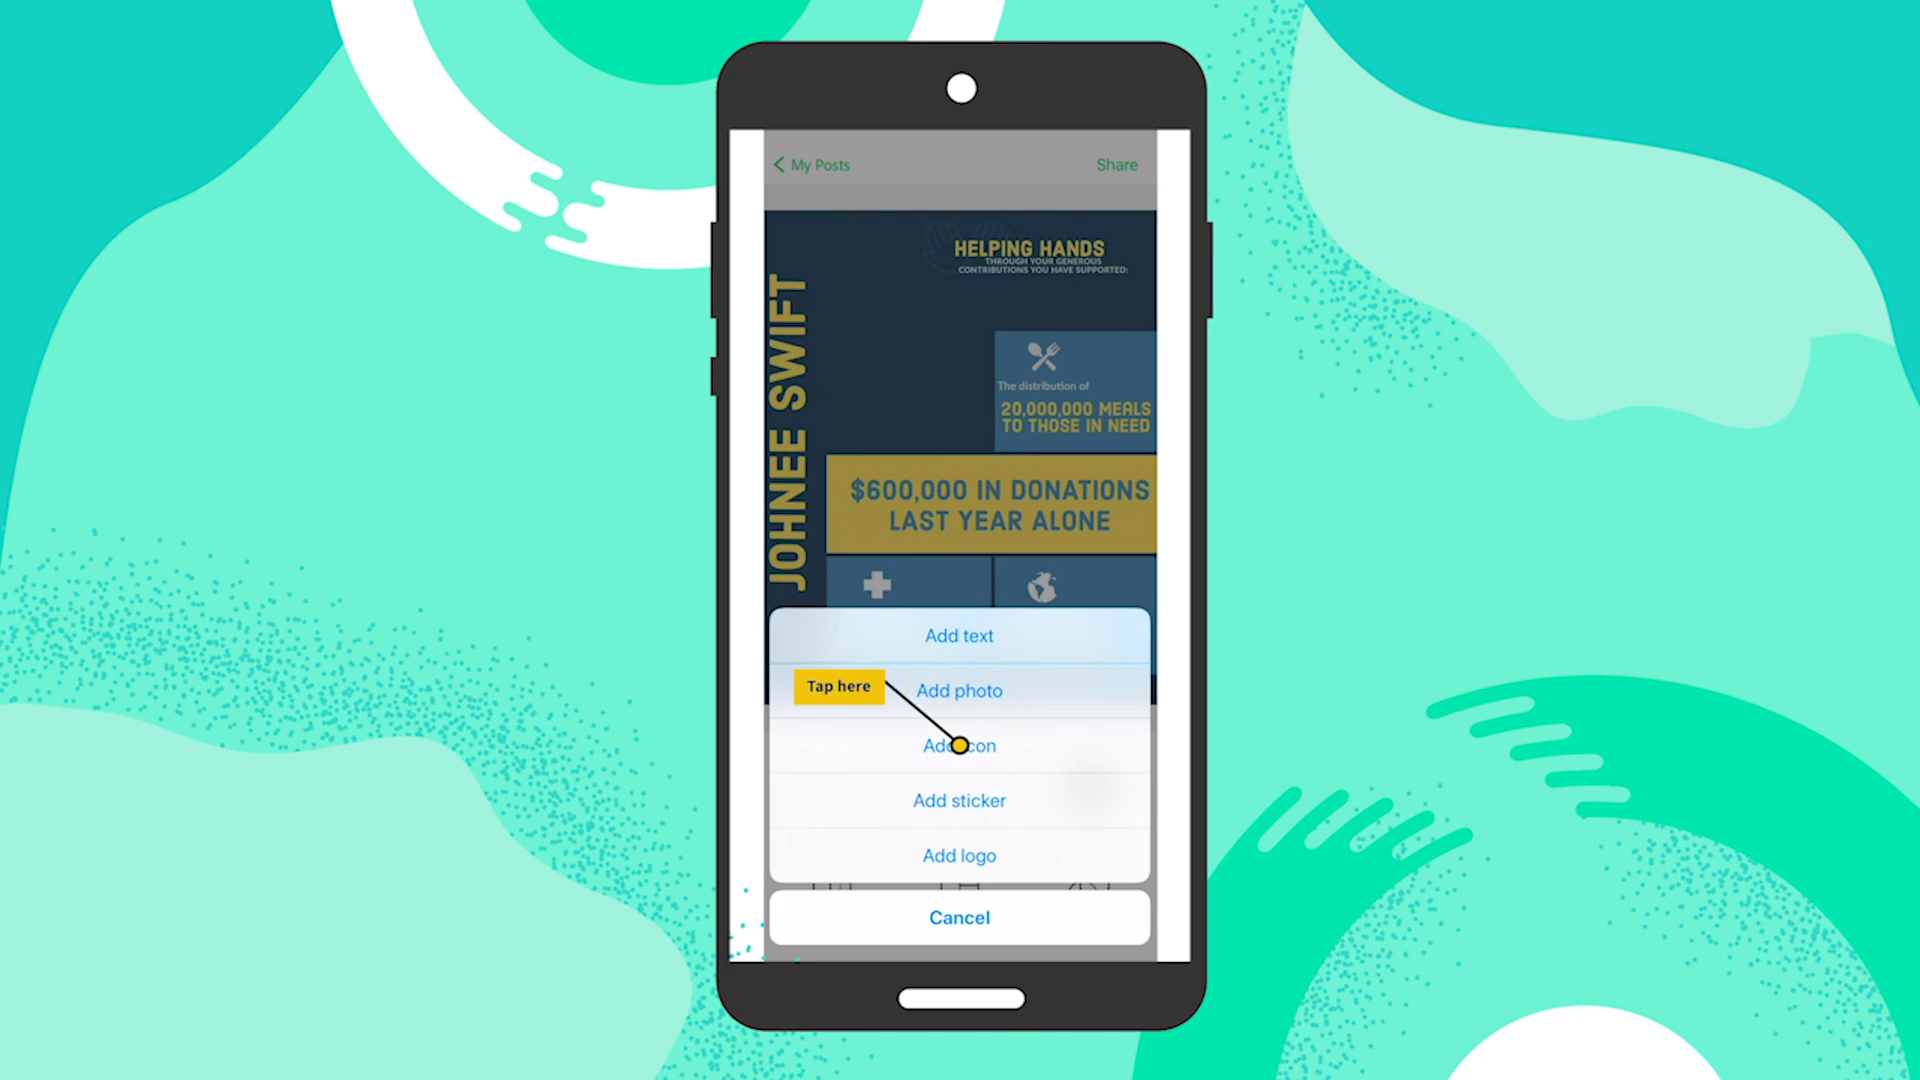 My Posts
Share
HELPING HANDS
THROUGH YOUR GENEROUS
CONTRIBUTIONS YOU HAVE SUPPORTED:
JOHNEE SWIFT
The distribution of
20,000,000 MEALS
TO THOSE IN NEED
$600,000 IN DONATIONS
LAST YEAR ALONE
Add text
Tap here
Add photo
Add icon
Add sticker
Add logo
Cancel